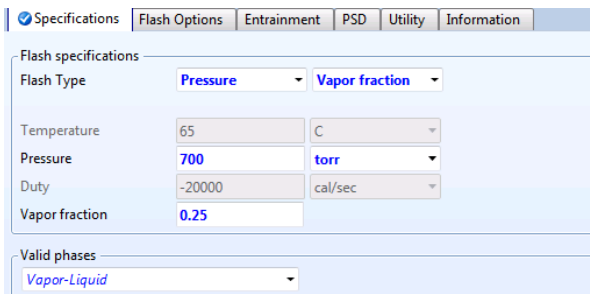 Specifications Flash Options Entrainment PSD Utility Information
Flash specifications
Flash Type Pressure Vapor fraction
Temperature 65 C
Pressure 700 torr
Duty -20000 cal/sec
Vapor fraction 0.25
Valid phases
Vapor-Liquid